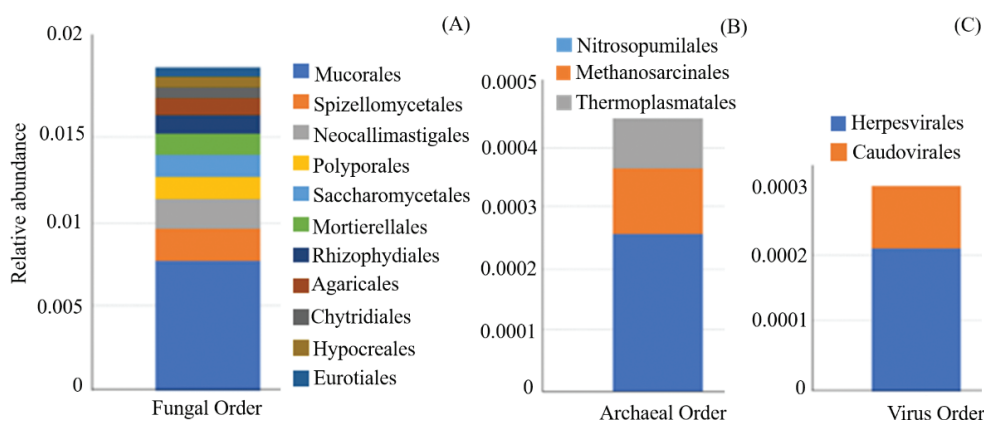 (A)
0.02
0.015
0.01
0.005
0
Relative abundance
Fungal Order
Mucorales
Spizellomycetales
Neocallimastigales
Polyporales
Saccharomycetales
Mortierellales
Rhizophydiales
Agaricales
Chytridiales
Hypocreales
Eurotiales
(B)
Nitrosopumilales
Methanosarcinales
Thermoplasmatales
0.0005
0.0004
0.0003
0.0002
0.0001
0
Archaeal Order
(C)
Herpesvirales
Caudovirales
0.0003
0.0002
0.0001
0
Virus Order